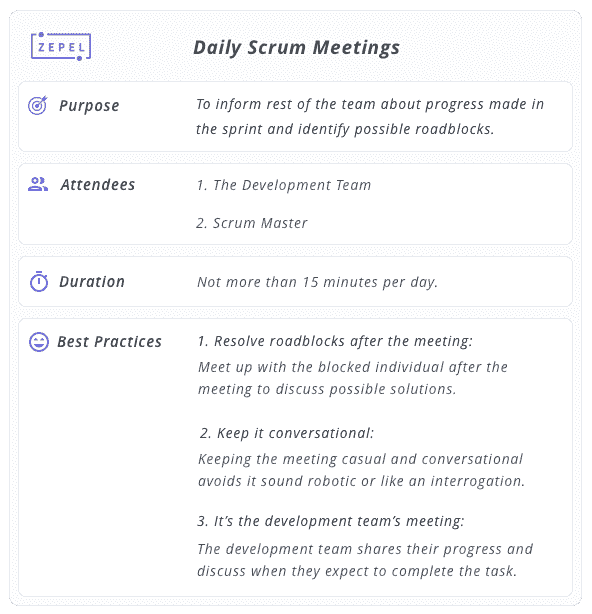 ZEPEL
Daily Scrum Meetings
Purpose
To inform rest of the team about progress made in
the sprint and identify possible roadblocks.
Attendees
1. The Development Team
2. Scrum Master
Duration
Not more than 15 minutes per day.
Best Practices
1. Resolve roadblocks after the meeting:
Meet up with the blocked individual after the
meeting to discuss possible solutions.
2. Keep it conversational:
Keeping the meeting casual and conversational
avoids it sound robotic or like an interrogation.
3. It’s the development team’s meeting:
The development team shares their progress and
discuss when they expect to complete the task.